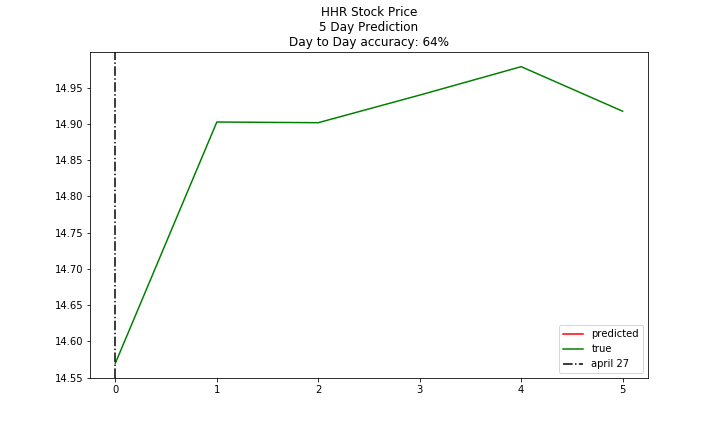 HHR Stock Price
5 Day Prediction
Day to Day accuracy: 64%
14.95
14.90
14.85
14.80
14.75
14.70
14.65
14.60
14.55
0 1 2 3 4 5
predicted
true
april 27